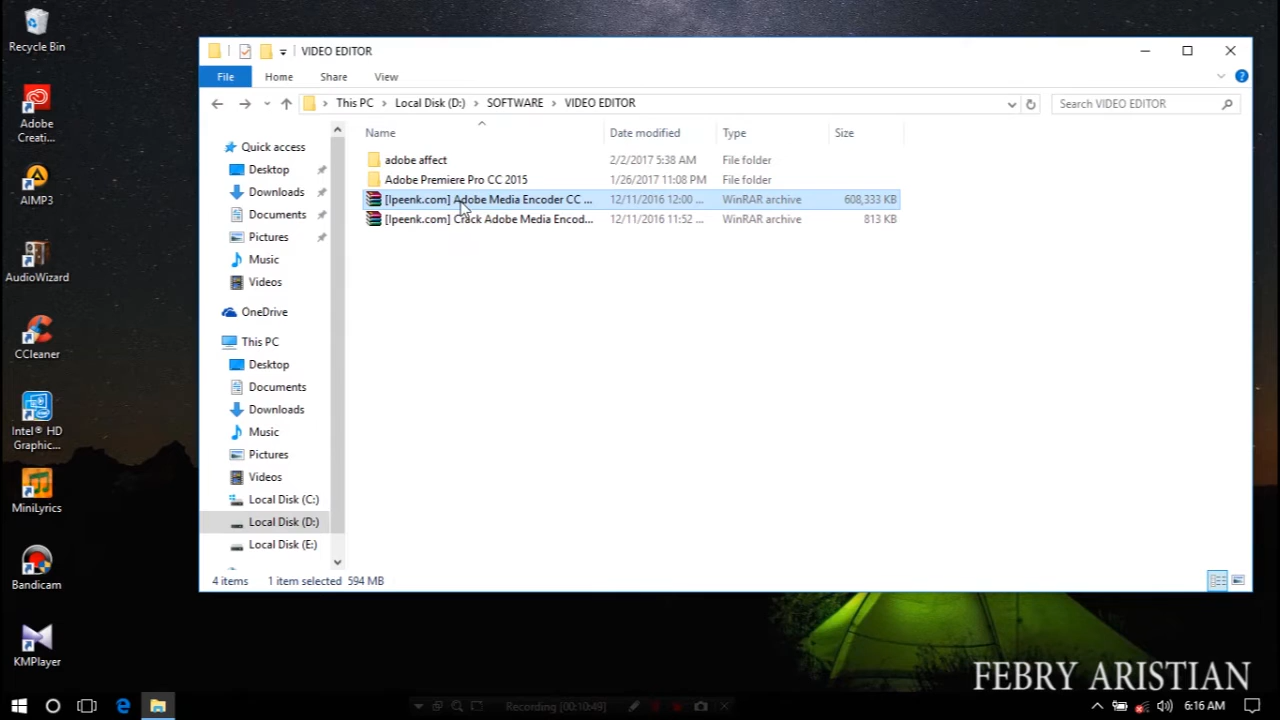 Recycle Bin
Adobe
Creati...
AIMP3
AudioWizard
CCleaner
Intel® HD
Graphic...
MiniLyrics
Bandicam
KMPlayer
VIDEO EDITOR
File Home Share View
This PC Local Disk (D:) SOFTWARE VIDEO EDITOR Search VIDEO EDITOR
Name Date modified Type Size
adobe affect 2/2/2017 5:38 AM File folder
Adobe Premiere Pro CC 2015 1/26/2017 11:08 PM File folder
[Ipeenk.com] Adobe Media Encoder CC ... 12/11/2016 12:00 ... WinRAR archive 608,333 KB
[Ipeenk.com] Crack Adobe Media Encod... 12/11/2016 11:52 ... WinRAR archive 813 KB
Quick access
Desktop
Downloads
Documents
Pictures
Music
Videos
OneDrive
This PC
Desktop
Documents
Downloads
Music
Pictures
Videos
Local Disk (C:)
Local Disk (D:)
Local Disk (E:)
4 items 1 item selected 594 MB
FEBRY ARISTIAN
Recording [00:10:49]
6:16 AM